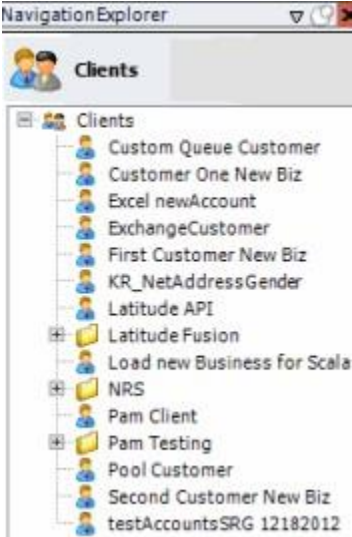 NavigationExplorer
Clients
Clients
Custom Queue Customer
Customer One New Biz
Excel newAccount
ExchangeCustomer
First Customer New Biz
KR_NetAddressGender
Latitude API
Latitude Fusion
Load new Business for Scala
NRS
Pam Client
Pam Testing
Pool Customer
Second Customer New Biz
testAccountsSRG 12182012